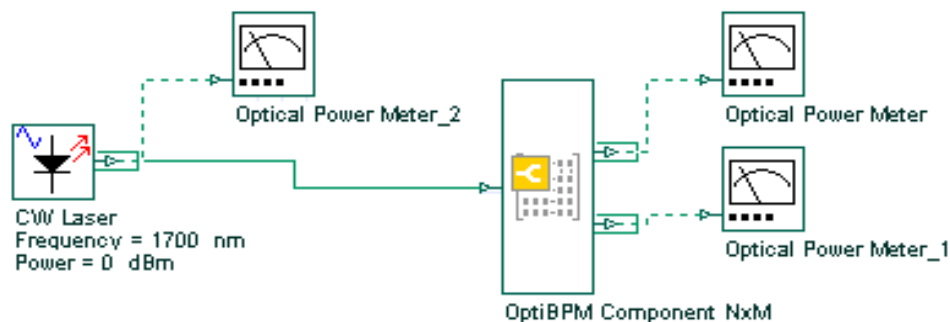 Optical Power Meter_2
Optical Power Meter
CW Laser
Frequency = 1700 nm
Power = 0 dBm
Optical Power Meter_1
OptiBPM Component NxM